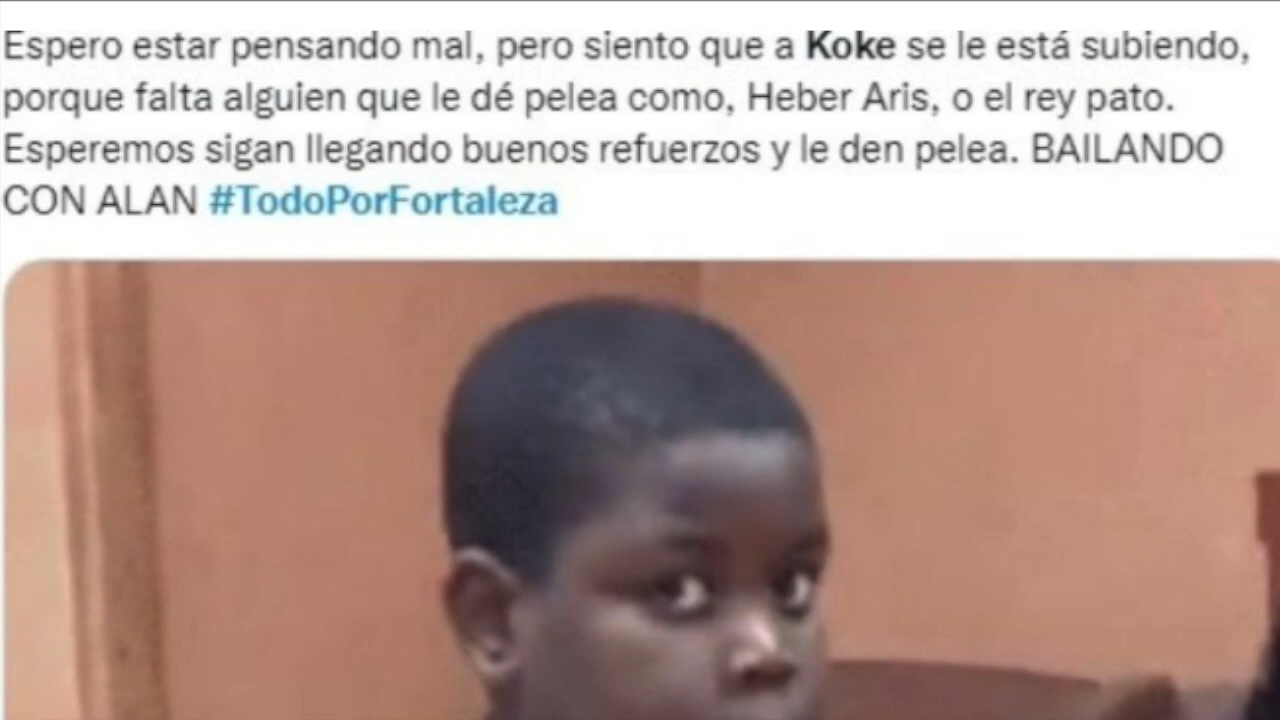 Espero estar pensando mal, pero siento que a Koke se le está subiendo,
porque falta alguien que le dé pelea como, Heber Aris, o el rey pato.
Esperemos sigan llegando buenos refuerzos y le den pelea. BAILANDO
CON ALAN #TodoPorFortaleza